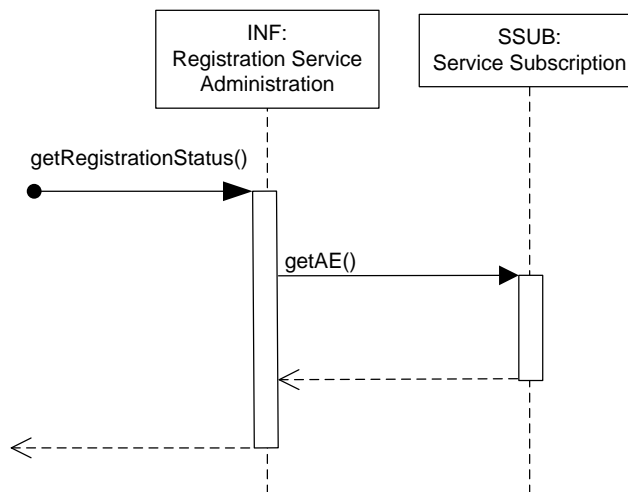 INF:
Registration Service
Administration
SSUB:
Service Subscription
getRegistrationStatus()
getAE()